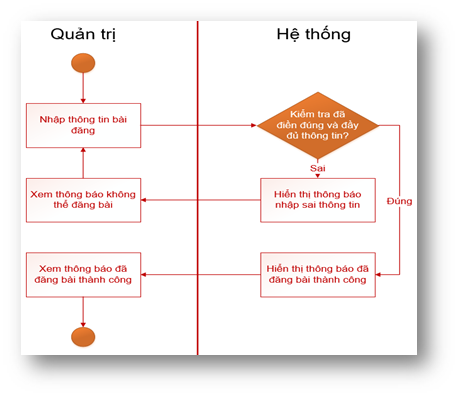 Quản trị
Hệ thống
Nhập thông tin bài
đăng
Kiểm tra đã
điền đúng và đầy
đủ thông tin?
Sai
Xem thông báo không
thể đăng bài
Hiển thị thông báo
nhập sai thông tin
Đúng
Xem thông báo đã
đăng bài thành công
Hiển thị thông báo đã
đăng bài thành công